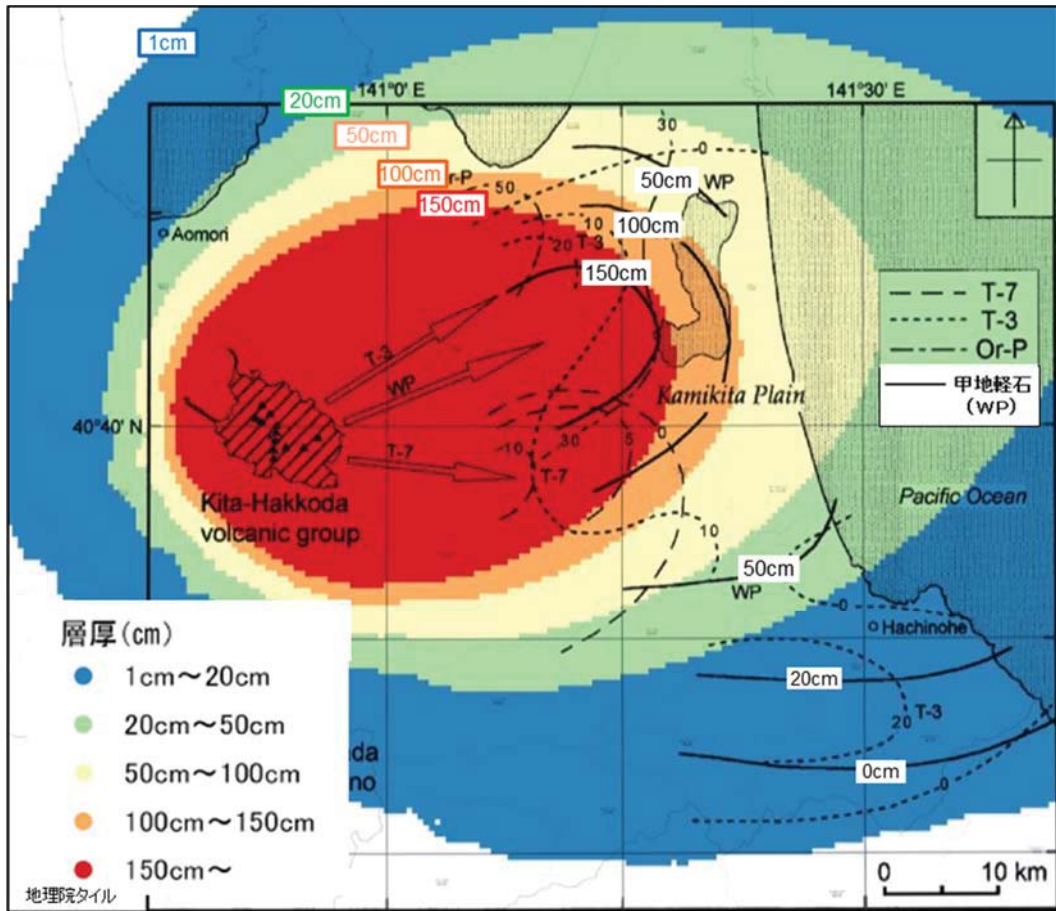 1cm
20cm
141°0' E
141°30' E
50cm
30
0
100cm
r-P
50
50cm
WP
150cm
10
100cm
Aomori
20
T-3
150cm
T-7
T-3
Or-P
甲地軽石
(WP)
T-3
WP
Kamikita Plain
40°40' N
T-7
10
30
5
0
T-7
Kita-Hakkoda
volcanic group
Pacific Ocean
10
50cm
WP
0
Hachinohe
層厚(cm)
1cm～20cm
20cm～50cm
50cm～100cm
100cm～150cm
150cm～
地理院タイル
20cm
T-3
20
da
no
0cm
0
0 10 km